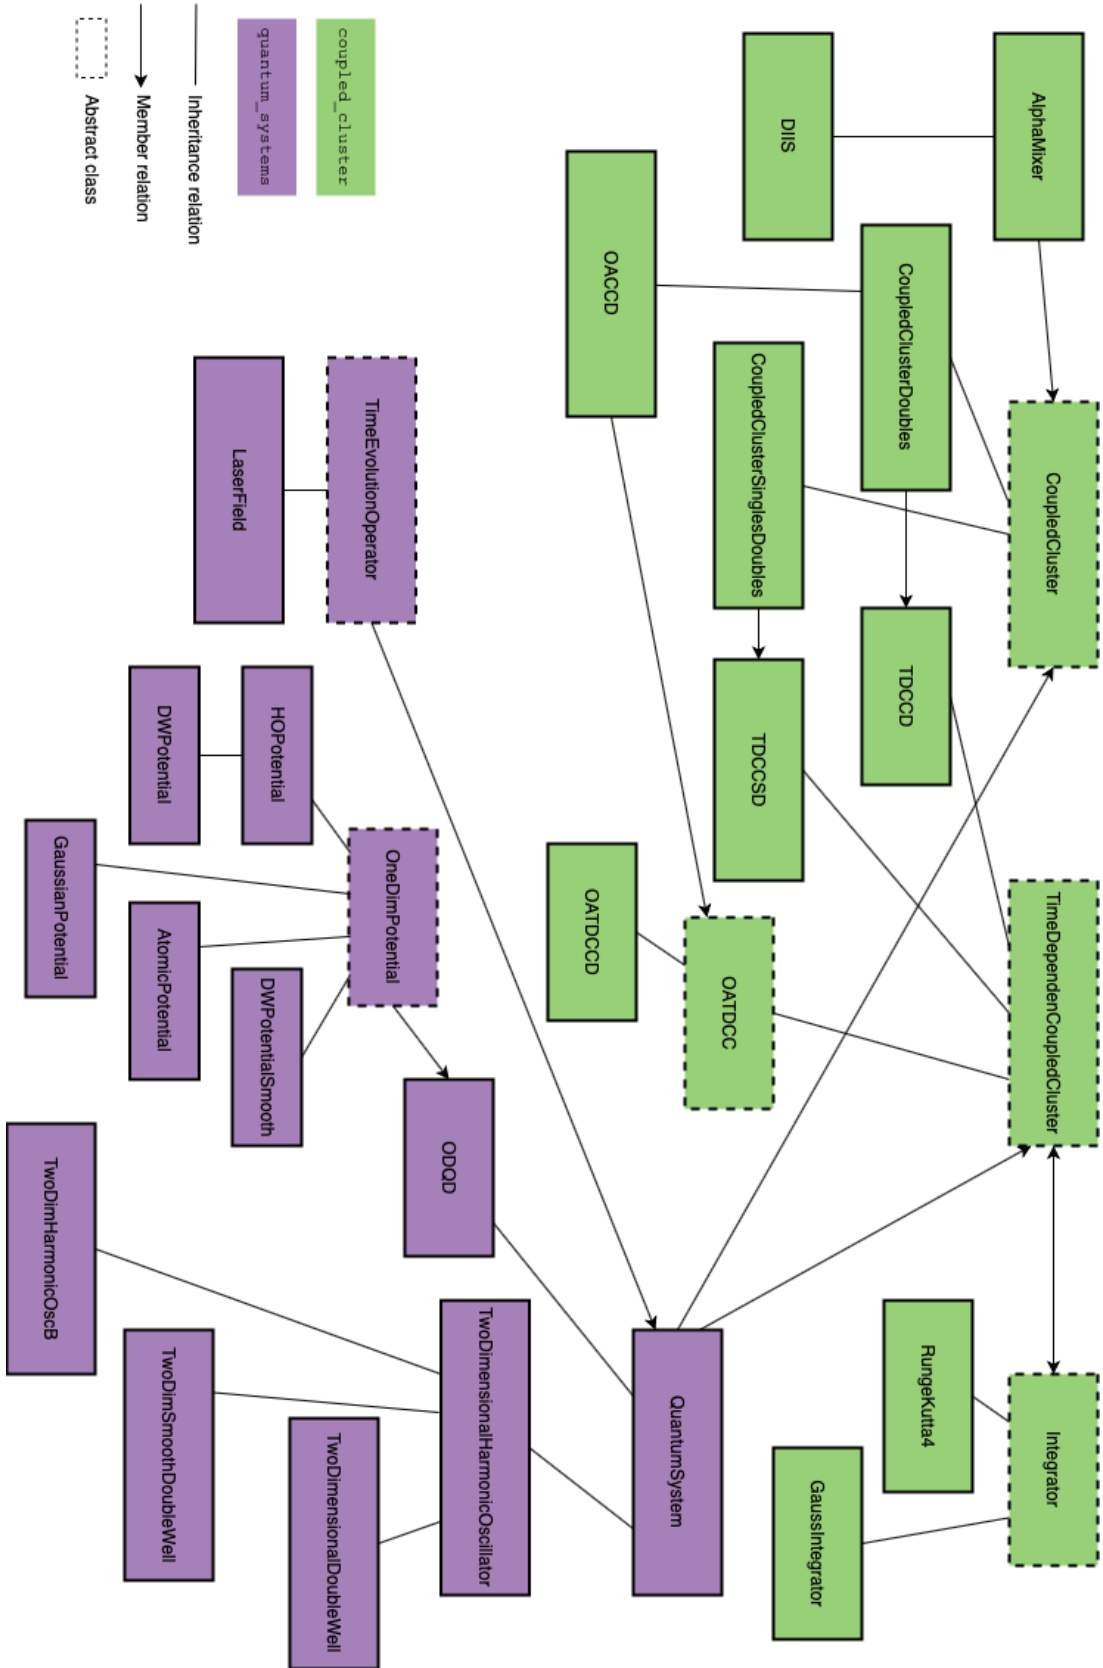 AlphaMixer
CoupledCluster
TimeDependenCoupledCluster
Integrator
DIIS
CoupledClusterDoubles
TDCCD
RungeKutta4
CoupledClusterSinglesDoubles
TDCCSD
GaussIntegrator
OACCD
OATDCC
OATDCCD
QuantumSystem
TimeEvolutionOperator
ODQD
TwoDimensionalHarmonicOscillator
LaserField
OneDimPotential
HOPotential
DWPotentialSmooth
TwoDimensionalDoubleWell
DWPotential
AtomicPotential
TwoDimSmoothDoubleWell
GaussianPotential
TwoDimHarmonicOscB
coupled_cluster
quantum_systems
Inheritance relation
Member relation
Abstract class